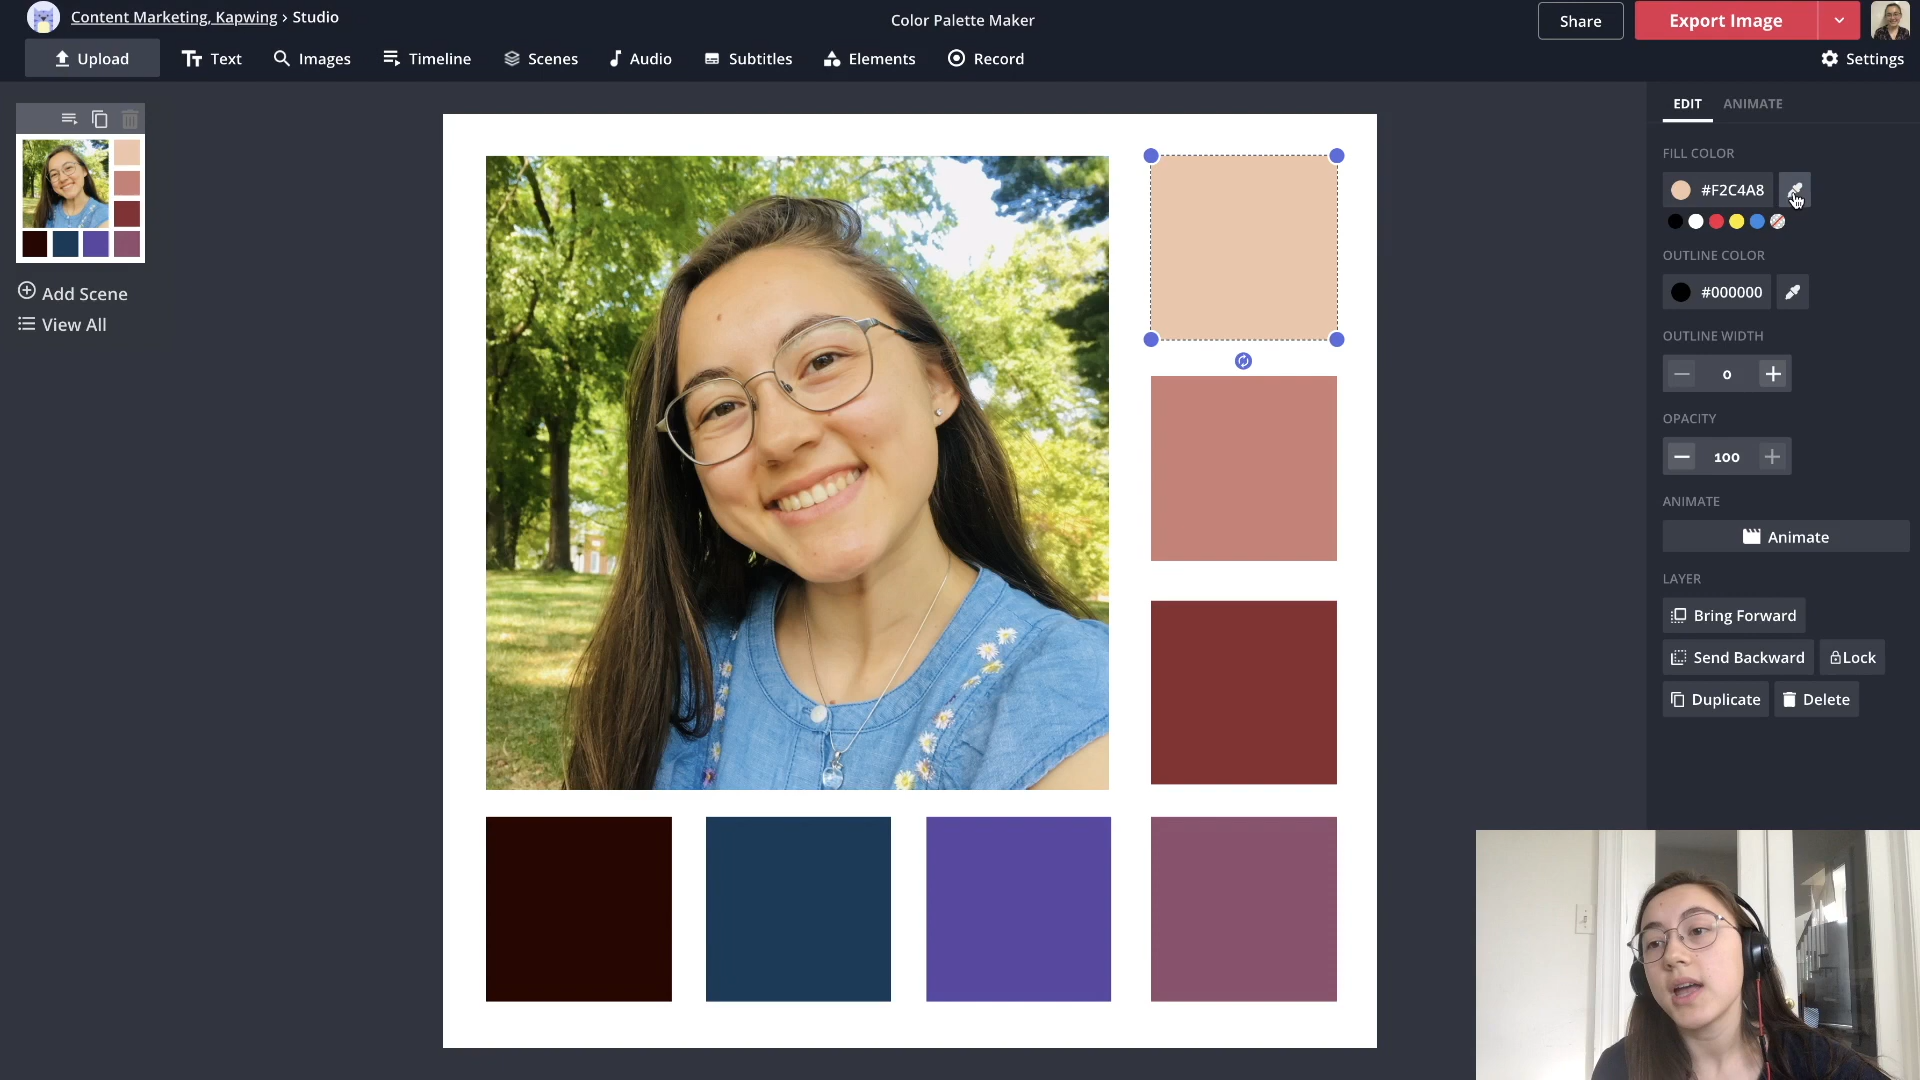 Content Marketing, Kapwing › Studio
Color Palette Maker
Share
Export Image
Upload
Text
Images
Timeline
Scenes
Audio
Subtitles
Elements
Record
Settings
Add Scene
View All
EDIT
ANIMATE
FILL COLOR
#F2C4A8
OUTLINE COLOR
#000000
OUTLINE WIDTH
0
OPACITY
100
ANIMATE
Animate
LAYER
Bring Forward
Send Backward
Lock
Duplicate
Delete